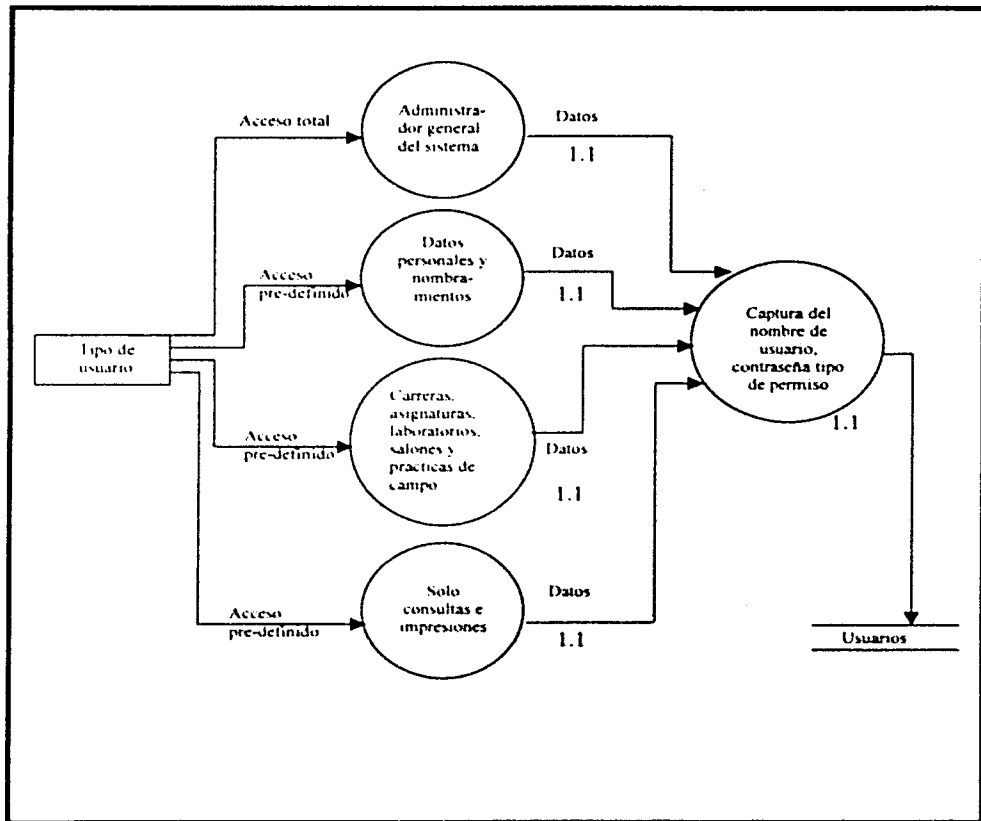 Acceso total
Administra-
dor general
del sistema
Datos
1.1
Acceso
pre-definido
Datos
personales y
nombra-
mientos
Datos
1.1
Tipo de
usuario
Captura del
nombre de
usuario,
contraseña tipo
de permiso
1.1
Acceso
pre-definido
Carreras,
asignaturas,
laboratorios,
salones y
practicas de
campo
Datos
1.1
Acceso
pre-definido
Solo
consultas e
impresiones
Datos
1.1
Usuarios